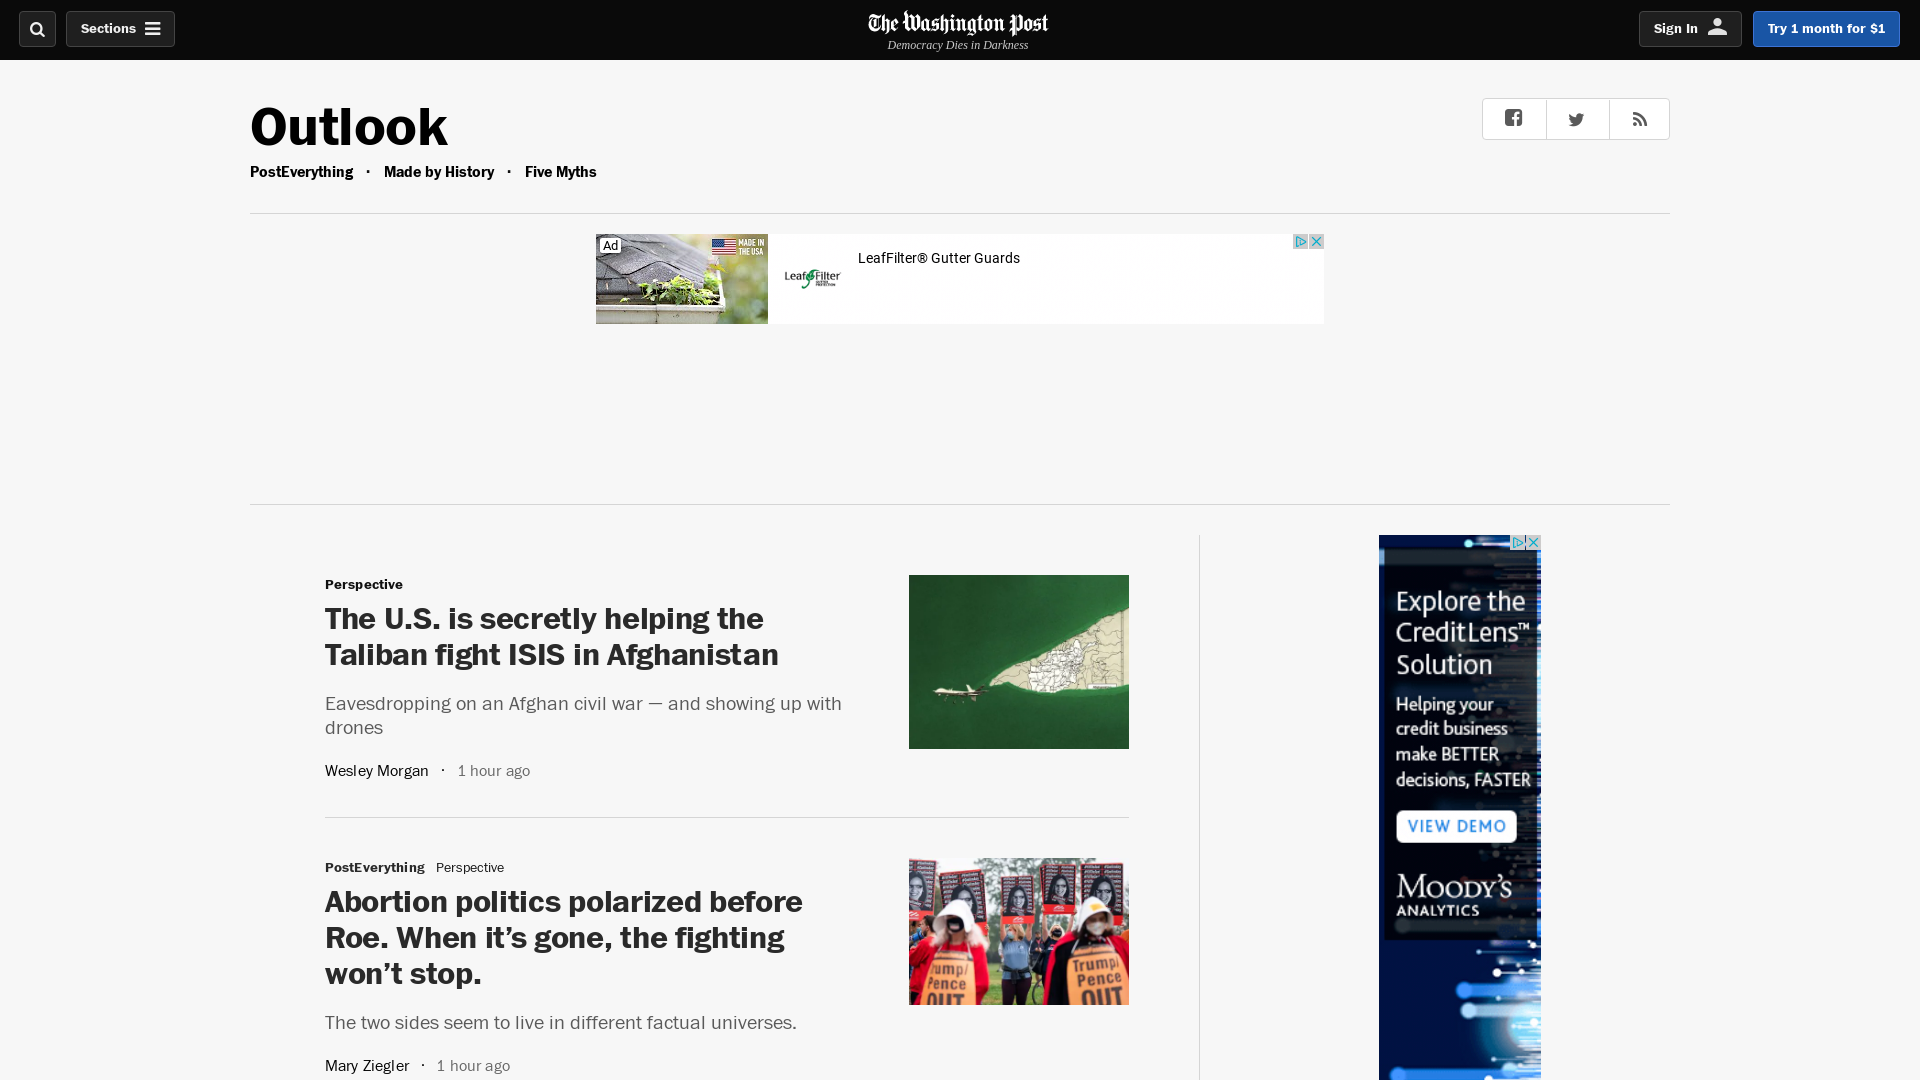 Sections
The Washington Post
Democracy Dies in Darkness
Sign In
Try 1 month for $1
Outlook
PostEverything · Made by History · Five Myths
Ad
MADE IN
THE USA
LeafFilter
LeafFilter® Gutter Guards
Perspective
The U.S. is secretly helping the
Taliban fight ISIS in Afghanistan
Eavesdropping on an Afghan civil war — and showing up with
drones
Wesley Morgan · 1 hour ago
PostEverything Perspective
Abortion politics polarized before
Roe. When it’s gone, the fighting
won’t stop.
The two sides seem to live in different factual universes.
Mary Ziegler · 1 hour ago
Trump/
Pence
OUT
Trump/
Pence
OUT
Explore the
CreditLens™
Solution
Helping your
credit business
make BETTER
decisions, FASTER
VIEW DEMO
MOODY'S
ANALYTICS